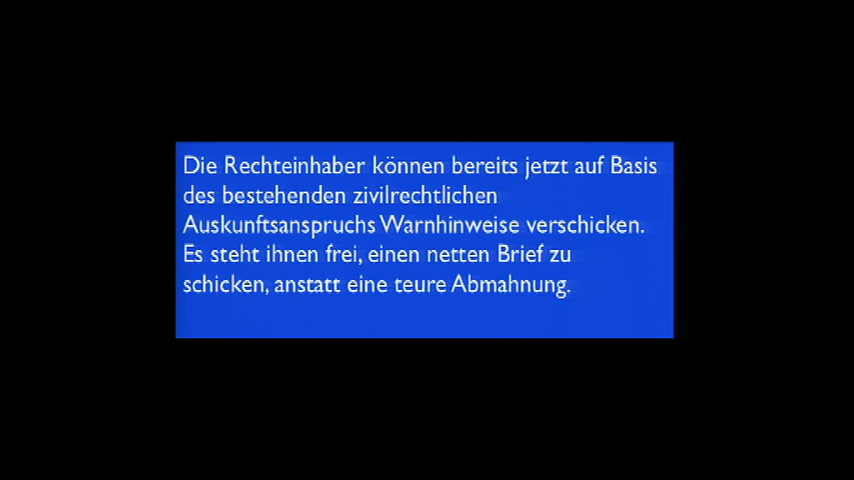 Die Rechteinhaber können bereits jetzt auf Basis
des bestehenden zivilrechtlichen
Auskunftsanspruchs Warnhinweise verschicken.
Es steht ihnen frei, einen netten Brief zu
schicken, anstatt eine teure Abmahnung.